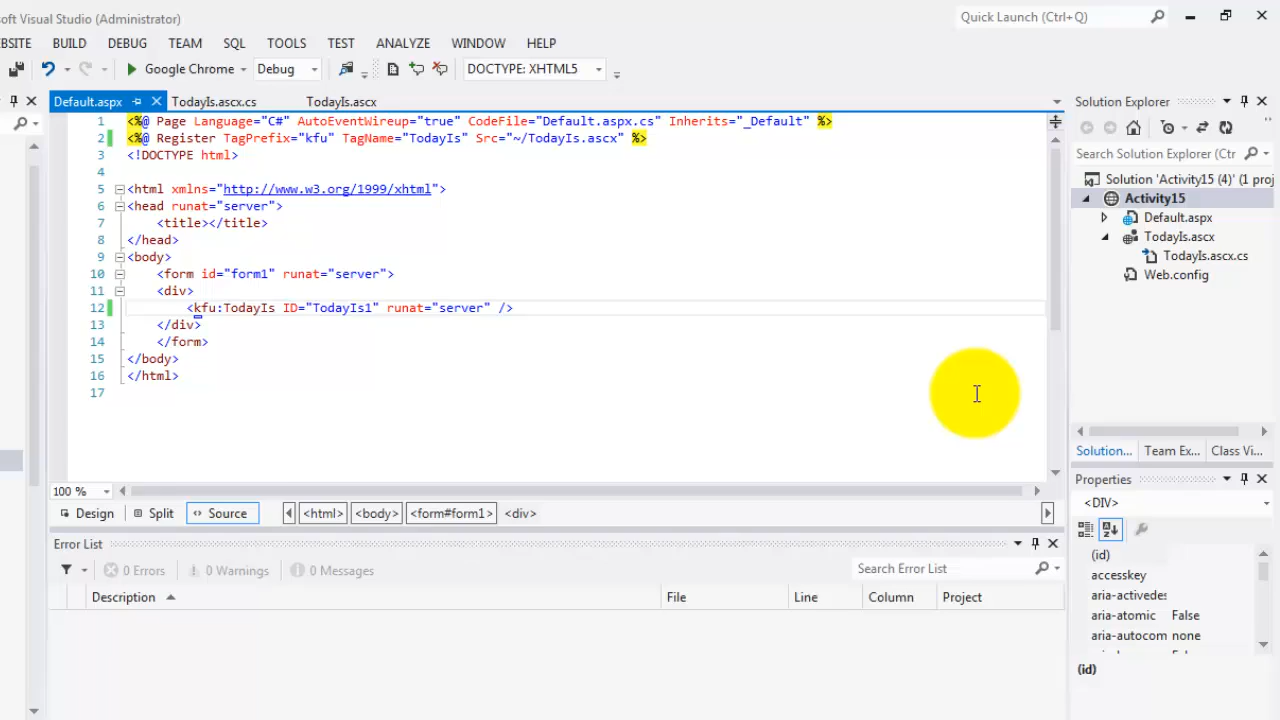 soft Visual Studio (Administrator)
Quick Launch (Ctrl+Q)
BSITE BUILD DEBUG TEAM SQL TOOLS TEST ANALYZE WINDOW HELP
Google Chrome Debug DOCTYPE: XHTML5
Default.aspx TodayIs.ascx.cs TodayIs.ascx
1 <%@ Page Language="C#" AutoEventWireup="true" CodeFile="Default.aspx.cs" Inherits="_Default" %>
2 <%@ Register TagPrefix="kfu" TagName="TodayIs" Src="~/TodayIs.ascx" %>
3 <!DOCTYPE html>
4
5 <html xmlns="http://www.w3.org/1999/xhtml">
6 <head runat="server">
7 <title></title>
8 </head>
9 <body>
10 <form id="form1" runat="server">
11 <div>
12 <kfu:TodayIs ID="TodayIs1" runat="server" />
13 </div>
14 </form>
15 </body>
16 </html>
17
100 %
Design Split Source <html> <body> <form#form1> <div>
Error List
0 Errors 0 Warnings 0 Messages Search Error List
Description File Line Column Project
Solution Explorer
Search Solution Explorer (Ctr
Solution 'Activity15 (4)' (1 proj
Activity15
Default.aspx
TodayIs.ascx
TodayIs.ascx.cs
Web.config
Solution... Team Ex... Class Vi...
Properties
<DIV>
(id)
accesskey
aria-activedes
aria-atomic False
aria-autocom none
(id)